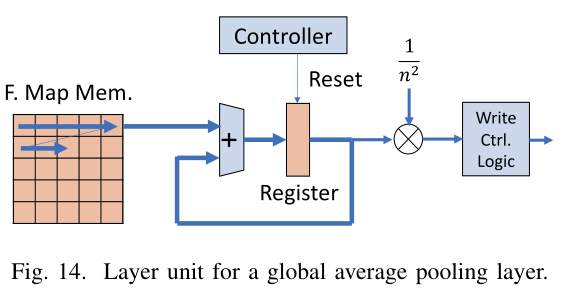 Controller
1
n²
Reset
F. Map Mem.
+
Write
Ctrl.
Logic
Register
Fig. 14. Layer unit for a global average pooling layer.